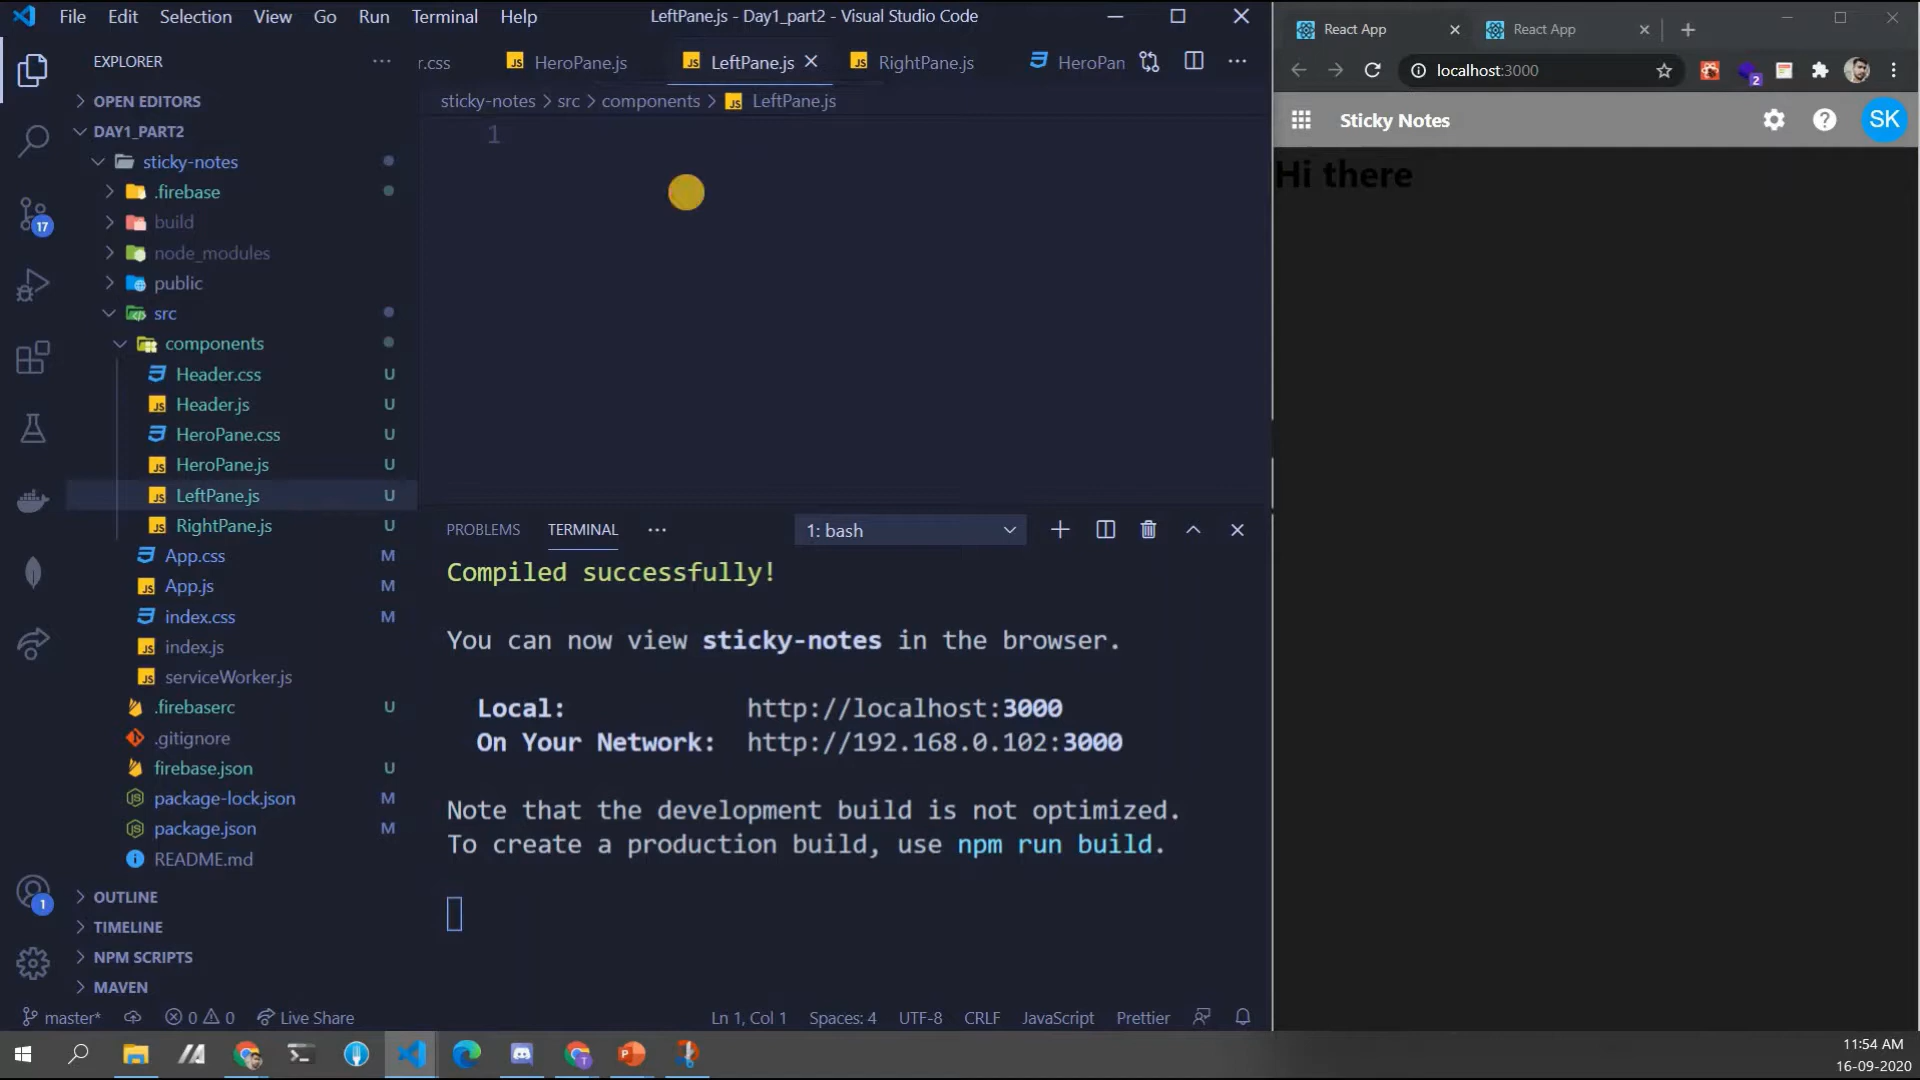 File Edit Selection View Go Run Terminal Help
LeftPane.js - Day1_part2 - Visual Studio Code
EXPLORER
OPEN EDITORS
DAY1_PART2
sticky-notes
.firebase
build
node_modules
public
src
components
Header.css U
Header.js U
HeroPane.css U
HeroPane.js U
LeftPane.js U
RightPane.js U
App.css M
App.js M
index.css M
index.js
serviceWorker.js
.firebaserc U
.gitignore
firebase.json U
package-lock.json M
package.json M
README.md
OUTLINE
TIMELINE
NPM SCRIPTS
MAVEN
17
1
r.css HeroPane.js LeftPane.js RightPane.js HeroPan
sticky-notes > src > components > LeftPane.js
1
PROBLEMS TERMINAL 1: bash
Compiled successfully!
You can now view sticky-notes in the browser.
Local: http://localhost:3000
On Your Network: http://192.168.0.102:3000
Note that the development build is not optimized.
To create a production build, use npm run build.
master* 0 0 Live Share Ln 1, Col 1 Spaces: 4 UTF-8 CRLF JavaScript Prettier
React App React App
localhost:3000
2
Sticky Notes SK
Hi there
11:54 AM
16-09-2020